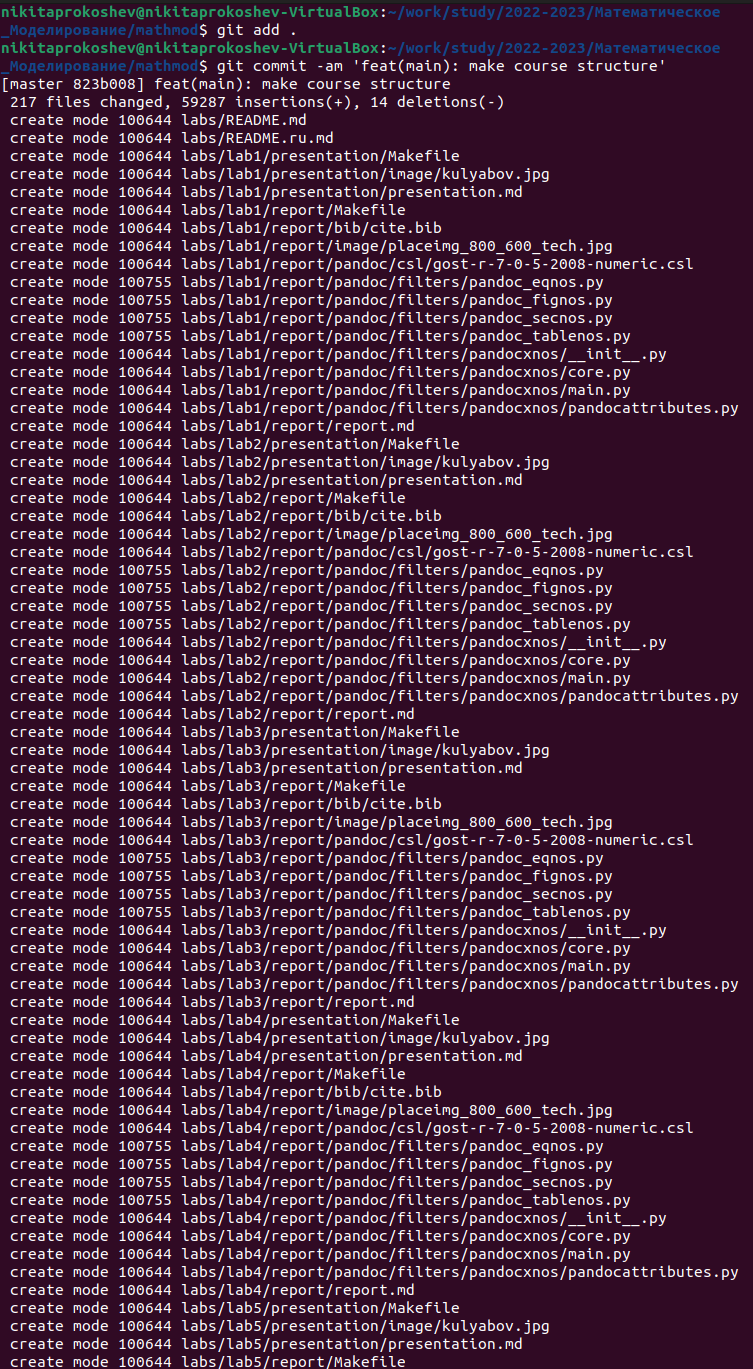 nikitaprokoshev@nikitaprokoshev-VirtualBox:~/work/study/2022-2023/Математическое
_Моделирование/mathmod$ git add .
nikitaprokoshev@nikitaprokoshev-VirtualBox:~/work/study/2022-2023/Математическое
_Моделирование/mathmod$ git commit -am 'feat(main): make course structure'
[master 823b008] feat(main): make course structure
 217 files changed, 59287 insertions(+), 14 deletions(-)
 create mode 100644 labs/README.md
 create mode 100644 labs/README.ru.md
 create mode 100644 labs/lab1/presentation/Makefile
 create mode 100644 labs/lab1/presentation/image/kulyabov.jpg
 create mode 100644 labs/lab1/presentation/presentation.md
 create mode 100644 labs/lab1/report/Makefile
 create mode 100644 labs/lab1/report/bib/cite.bib
 create mode 100644 labs/lab1/report/image/placeimg_800_600_tech.jpg
 create mode 100644 labs/lab1/report/pandoc/csl/gost-r-7-0-5-2008-numeric.csl
 create mode 100755 labs/lab1/report/pandoc/filters/pandoc_eqnos.py
 create mode 100755 labs/lab1/report/pandoc/filters/pandoc_fignos.py
 create mode 100755 labs/lab1/report/pandoc/filters/pandoc_secnos.py
 create mode 100755 labs/lab1/report/pandoc/filters/pandoc_tablenos.py
 create mode 100644 labs/lab1/report/pandoc/filters/pandocxnos/__init__.py
 create mode 100644 labs/lab1/report/pandoc/filters/pandocxnos/core.py
 create mode 100644 labs/lab1/report/pandoc/filters/pandocxnos/main.py
 create mode 100644 labs/lab1/report/pandoc/filters/pandocxnos/pandocattributes.py
 create mode 100644 labs/lab1/report/report.md
 create mode 100644 labs/lab2/presentation/Makefile
 create mode 100644 labs/lab2/presentation/image/kulyabov.jpg
 create mode 100644 labs/lab2/presentation/presentation.md
 create mode 100644 labs/lab2/report/Makefile
 create mode 100644 labs/lab2/report/bib/cite.bib
 create mode 100644 labs/lab2/report/image/placeimg_800_600_tech.jpg
 create mode 100644 labs/lab2/report/pandoc/csl/gost-r-7-0-5-2008-numeric.csl
 create mode 100755 labs/lab2/report/pandoc/filters/pandoc_eqnos.py
 create mode 100755 labs/lab2/report/pandoc/filters/pandoc_fignos.py
 create mode 100755 labs/lab2/report/pandoc/filters/pandoc_secnos.py
 create mode 100755 labs/lab2/report/pandoc/filters/pandoc_tablenos.py
 create mode 100644 labs/lab2/report/pandoc/filters/pandocxnos/__init__.py
 create mode 100644 labs/lab2/report/pandoc/filters/pandocxnos/core.py
 create mode 100644 labs/lab2/report/pandoc/filters/pandocxnos/main.py
 create mode 100644 labs/lab2/report/pandoc/filters/pandocxnos/pandocattributes.py
 create mode 100644 labs/lab2/report/report.md
 create mode 100644 labs/lab3/presentation/Makefile
 create mode 100644 labs/lab3/presentation/image/kulyabov.jpg
 create mode 100644 labs/lab3/presentation/presentation.md
 create mode 100644 labs/lab3/report/Makefile
 create mode 100644 labs/lab3/report/bib/cite.bib
 create mode 100644 labs/lab3/report/image/placeimg_800_600_tech.jpg
 create mode 100644 labs/lab3/report/pandoc/csl/gost-r-7-0-5-2008-numeric.csl
 create mode 100755 labs/lab3/report/pandoc/filters/pandoc_eqnos.py
 create mode 100755 labs/lab3/report/pandoc/filters/pandoc_fignos.py
 create mode 100755 labs/lab3/report/pandoc/filters/pandoc_secnos.py
 create mode 100755 labs/lab3/report/pandoc/filters/pandoc_tablenos.py
 create mode 100644 labs/lab3/report/pandoc/filters/pandocxnos/__init__.py
 create mode 100644 labs/lab3/report/pandoc/filters/pandocxnos/core.py
 create mode 100644 labs/lab3/report/pandoc/filters/pandocxnos/main.py
 create mode 100644 labs/lab3/report/pandoc/filters/pandocxnos/pandocattributes.py
 create mode 100644 labs/lab3/report/report.md
 create mode 100644 labs/lab4/presentation/Makefile
 create mode 100644 labs/lab4/presentation/image/kulyabov.jpg
 create mode 100644 labs/lab4/presentation/presentation.md
 create mode 100644 labs/lab4/report/Makefile
 create mode 100644 labs/lab4/report/bib/cite.bib
 create mode 100644 labs/lab4/report/image/placeimg_800_600_tech.jpg
 create mode 100644 labs/lab4/report/pandoc/csl/gost-r-7-0-5-2008-numeric.csl
 create mode 100755 labs/lab4/report/pandoc/filters/pandoc_eqnos.py
 create mode 100755 labs/lab4/report/pandoc/filters/pandoc_fignos.py
 create mode 100755 labs/lab4/report/pandoc/filters/pandoc_secnos.py
 create mode 100755 labs/lab4/report/pandoc/filters/pandoc_tablenos.py
 create mode 100644 labs/lab4/report/pandoc/filters/pandocxnos/__init__.py
 create mode 100644 labs/lab4/report/pandoc/filters/pandocxnos/core.py
 create mode 100644 labs/lab4/report/pandoc/filters/pandocxnos/main.py
 create mode 100644 labs/lab4/report/pandoc/filters/pandocxnos/pandocattributes.py
 create mode 100644 labs/lab4/report/report.md
 create mode 100644 labs/lab5/presentation/Makefile
 create mode 100644 labs/lab5/presentation/image/kulyabov.jpg
 create mode 100644 labs/lab5/presentation/presentation.md
 create mode 100644 labs/lab5/report/Makefile